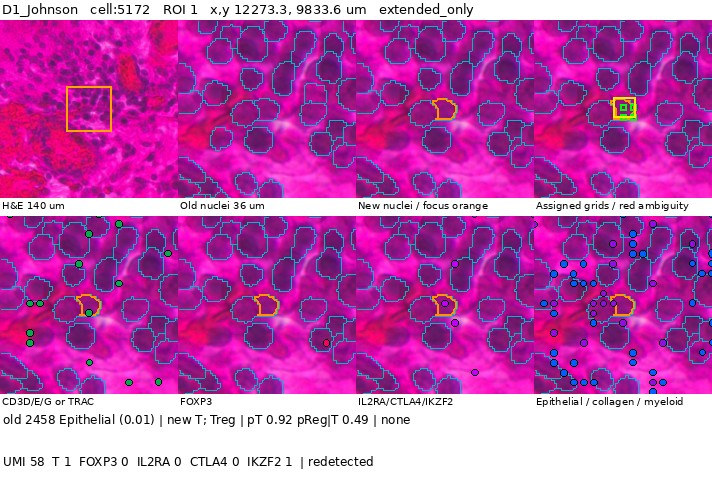 D1_Johnson   cell:5172   ROI 1   x,y 12273.3, 9833.6 um   extended_only
H&E 140 um
Old nuclei 36 um
New nuclei / focus orange
Assigned grids / red ambiguity
CD3D/E/G or TRAC
FOXP3
IL2RA/CTLA4/IKZF2
Epithelial / collagen / myeloid
old 2458 Epithelial (0.01) | new T; Treg | pT 0.92 pReg|T 0.49 | none
UMI 58  T 1  FOXP3 0  IL2RA 0  CTLA4 0  IKZF2 1  | redetected